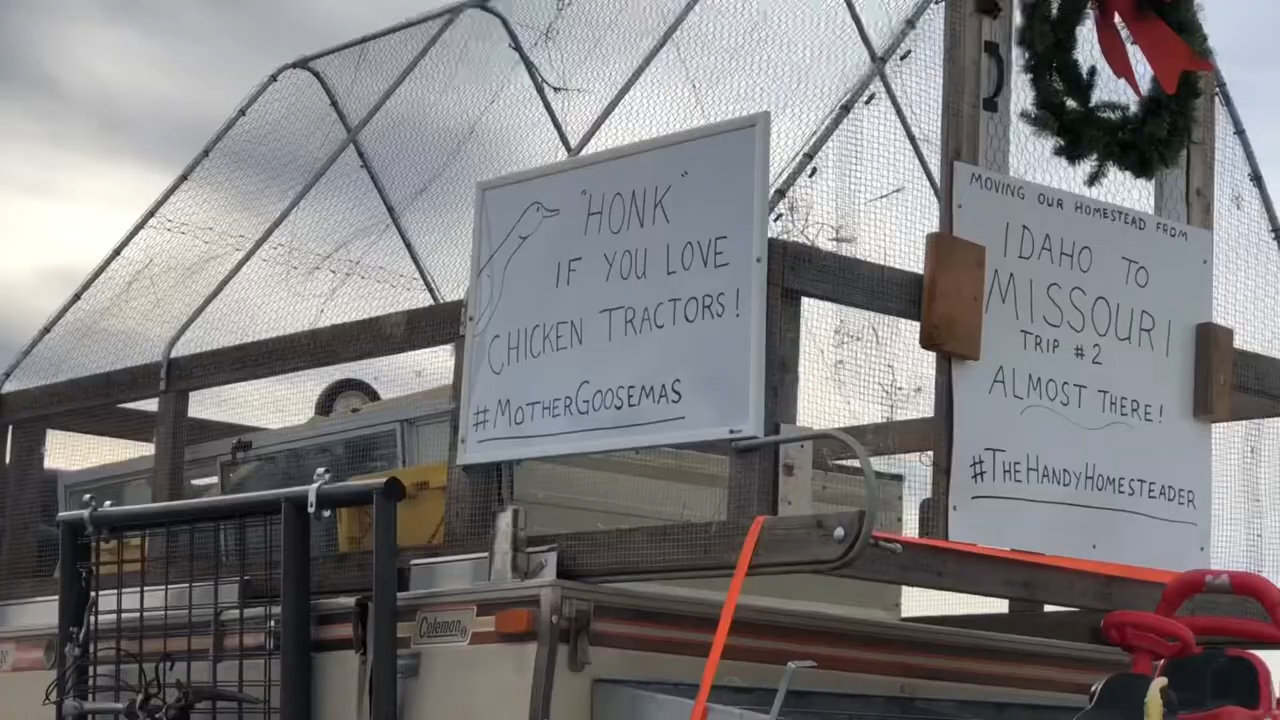 "HONK"
IF YOU LOVE
CHICKEN TRACTORS!
#MOTHERGOOSEMAS
MOVING OUR HOMESTEAD FROM
IDAHO TO
MISSOURI
TRIP #2
ALMOST THERE!
#THEHANDYHOMESTEADER
Coleman®